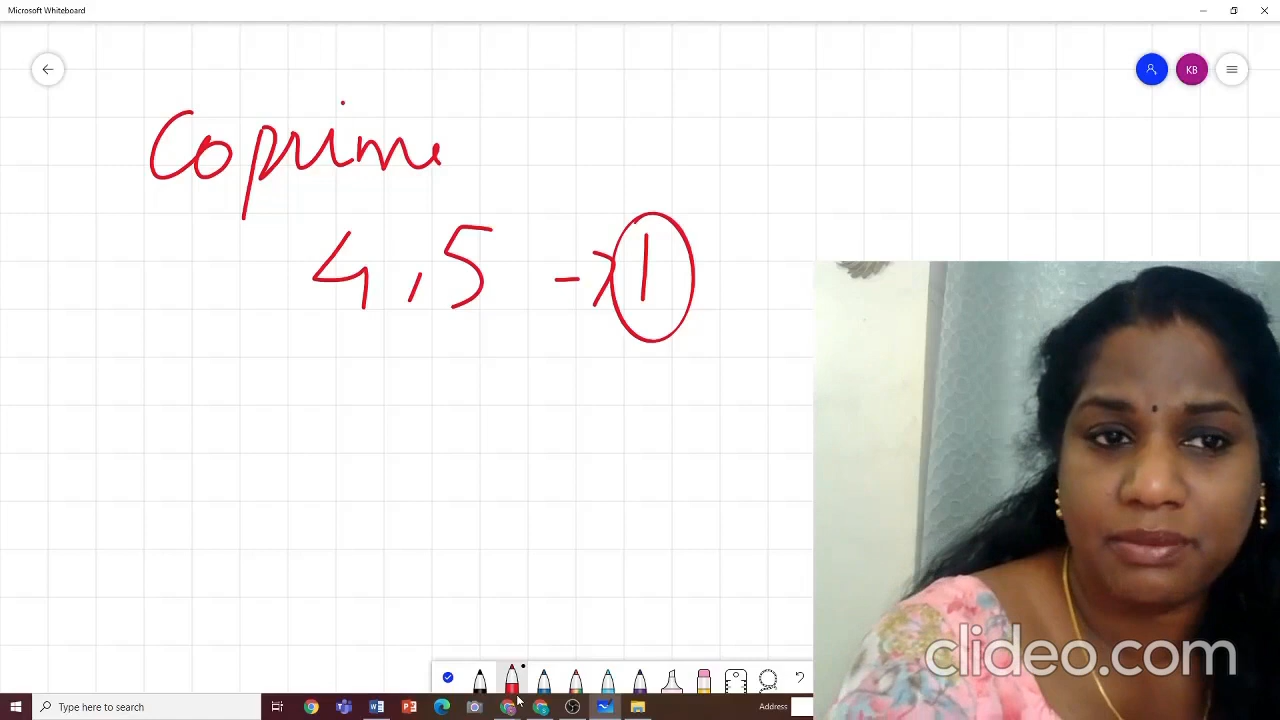 Microsoft Whiteboard
KB
Coprime
4,5 -> 1
clideo.com
Type here to search
Address